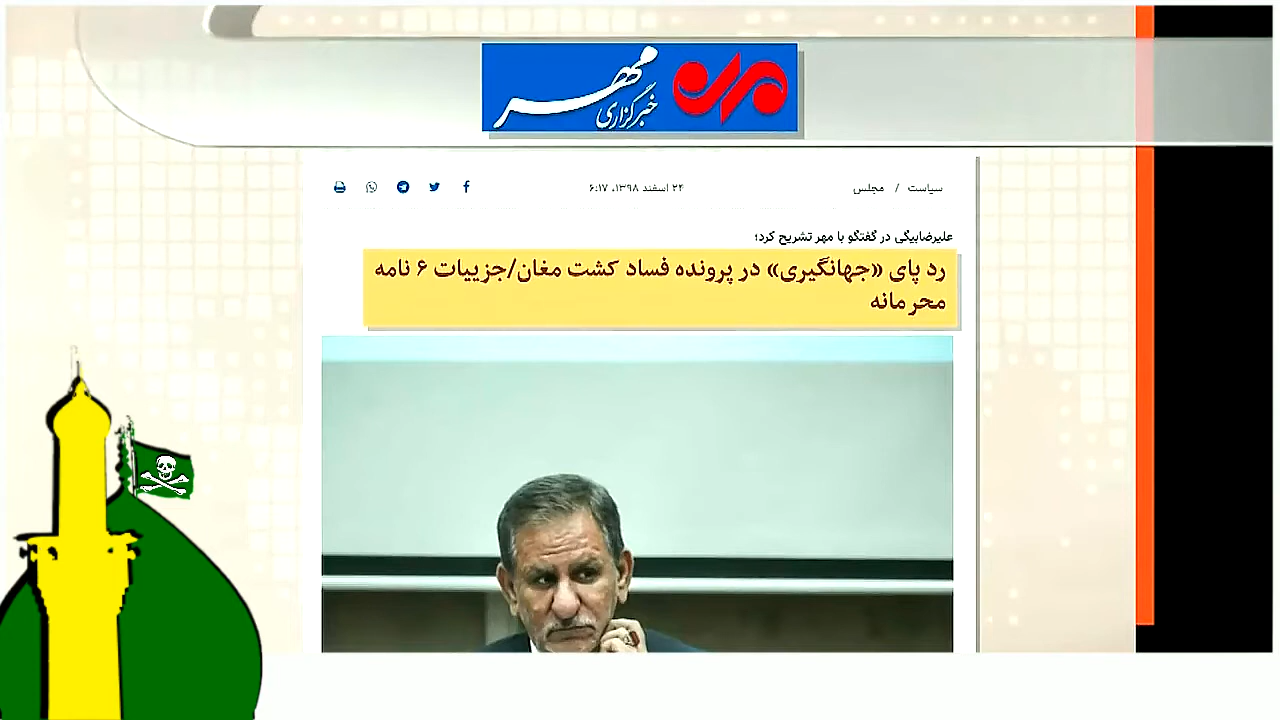 خبرگزاری مهر
سیاست / مجلس
۲۴ اسفند ۱۳۹۸، ۶:۱۷
علیرضابیگی در گفتگو با مهر تشریح کرد؛
رد پای «جهانگیری» در پرونده فساد کشت مغان/جزییات ۶ نامه
محرمانه